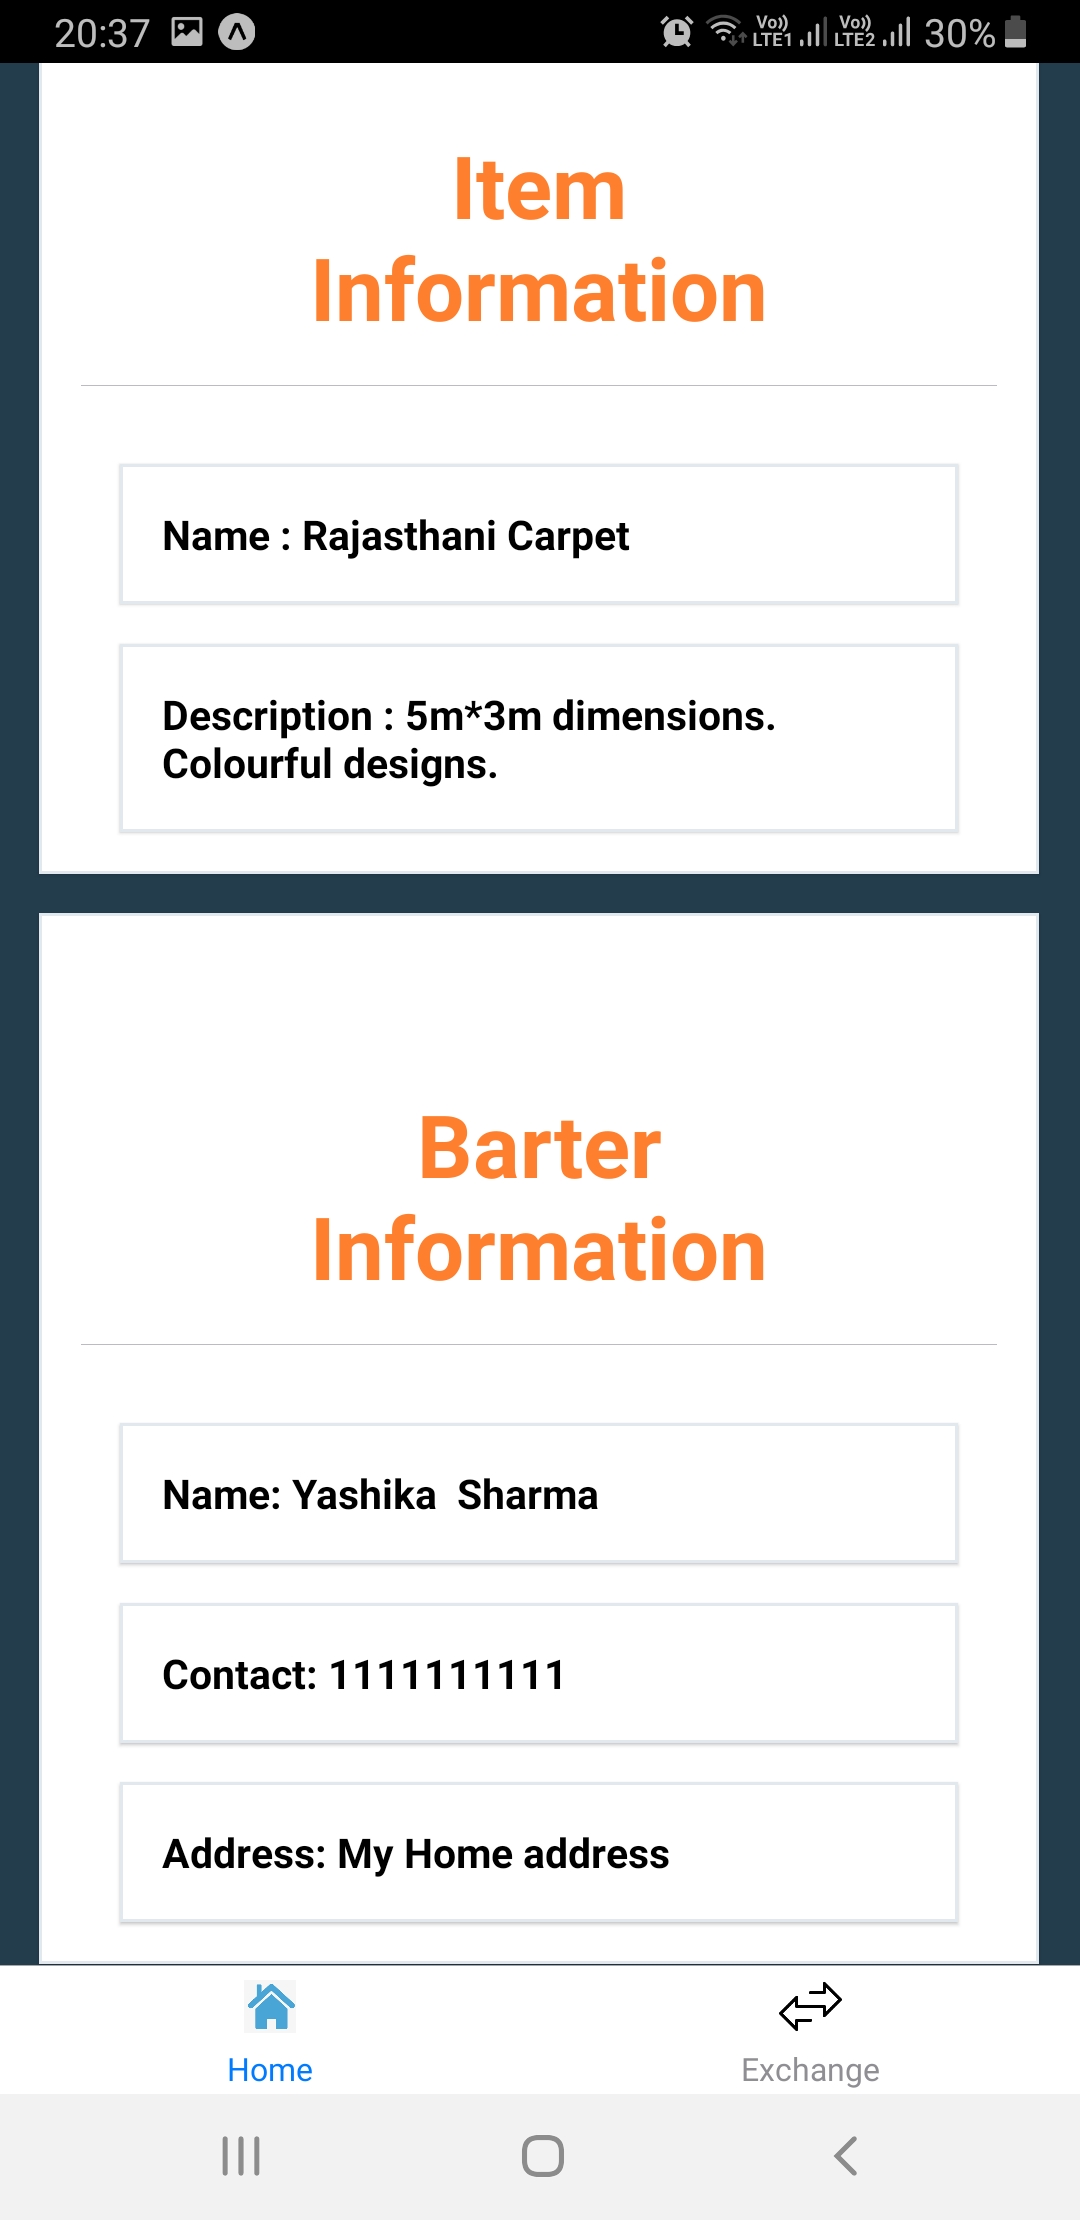 20:37
Vo)) LTE1 Vo)) LTE2 30%
Item
Information
Name : Rajasthani Carpet
Description : 5m*3m dimensions.
Colourful designs.
Barter
Information
Name: Yashika  Sharma
Contact: 1111111111
Address: My Home address
Home
Exchange